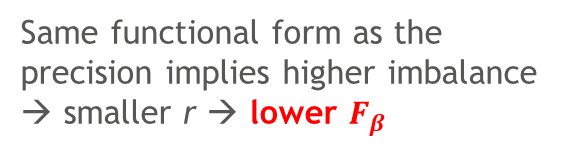 Same functional form as the
precision implies higher imbalance
→ smaller r → lower Fβ